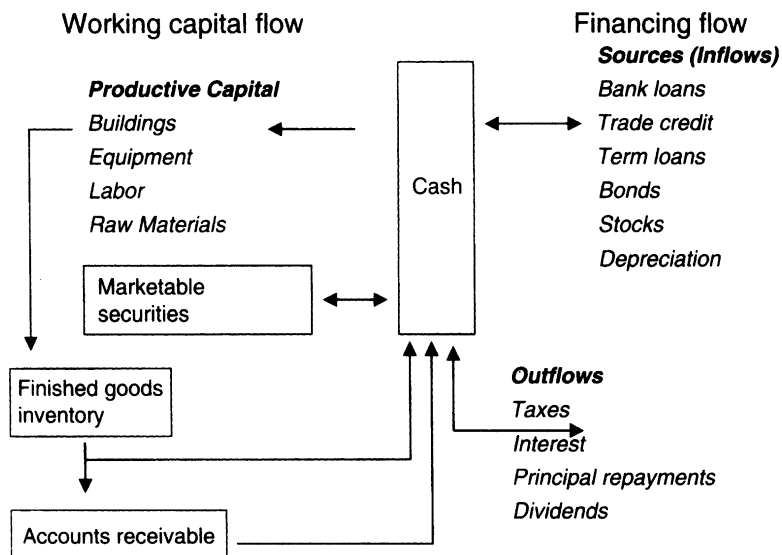 Working capital flow
Financing flow
Productive Capital
Buildings
Equipment
Labor
Raw Materials
Marketable
securities
Finished goods
inventory
Accounts receivable
Cash
Sources (Inflows)
Bank loans
Trade credit
Term loans
Bonds
Stocks
Depreciation
Outflows
Taxes
Interest
Principal repayments
Dividends